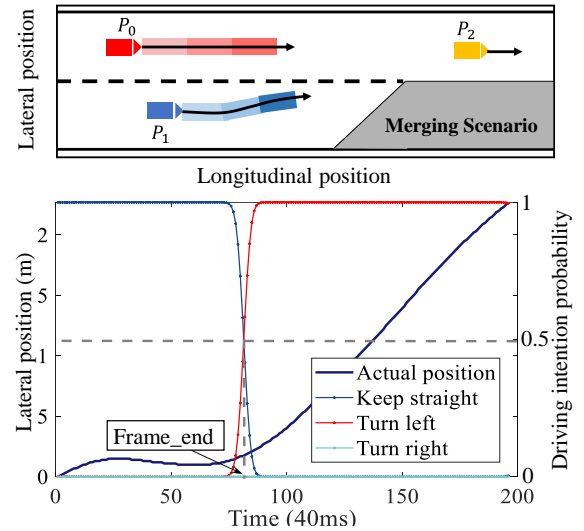 Lateral position
P0
P2
P1
Merging Scenario
Longitudinal position
Lateral position (m)
2
5
1
5
0
1
0.5
0
Driving intention probability
Actual position
Keep straight
Turn left
Turn right
Frame_end
0
50
100
150
200
Time (40ms)